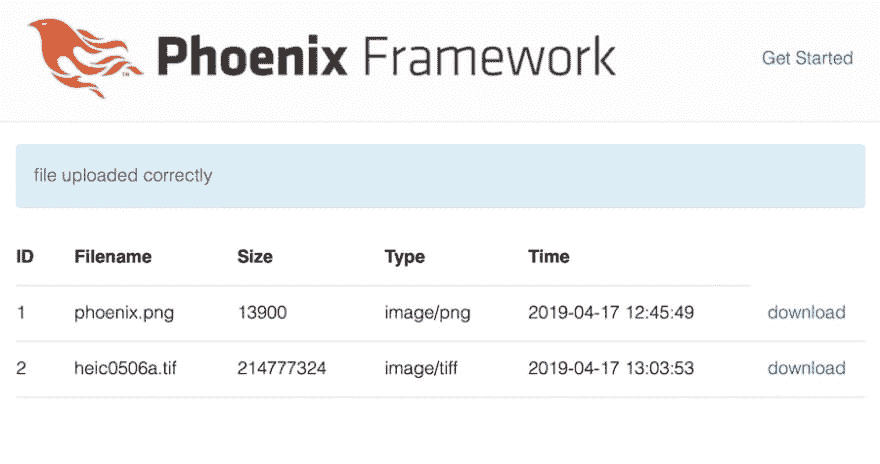 Phoenix Framework
TM
Get Started
file uploaded correctly
ID Filename Size Type Time
1 phoenix.png 13900 image/png 2019-04-17 12:45:49 download
2 heic0506a.tif 214777324 image/tiff 2019-04-17 13:03:53 download